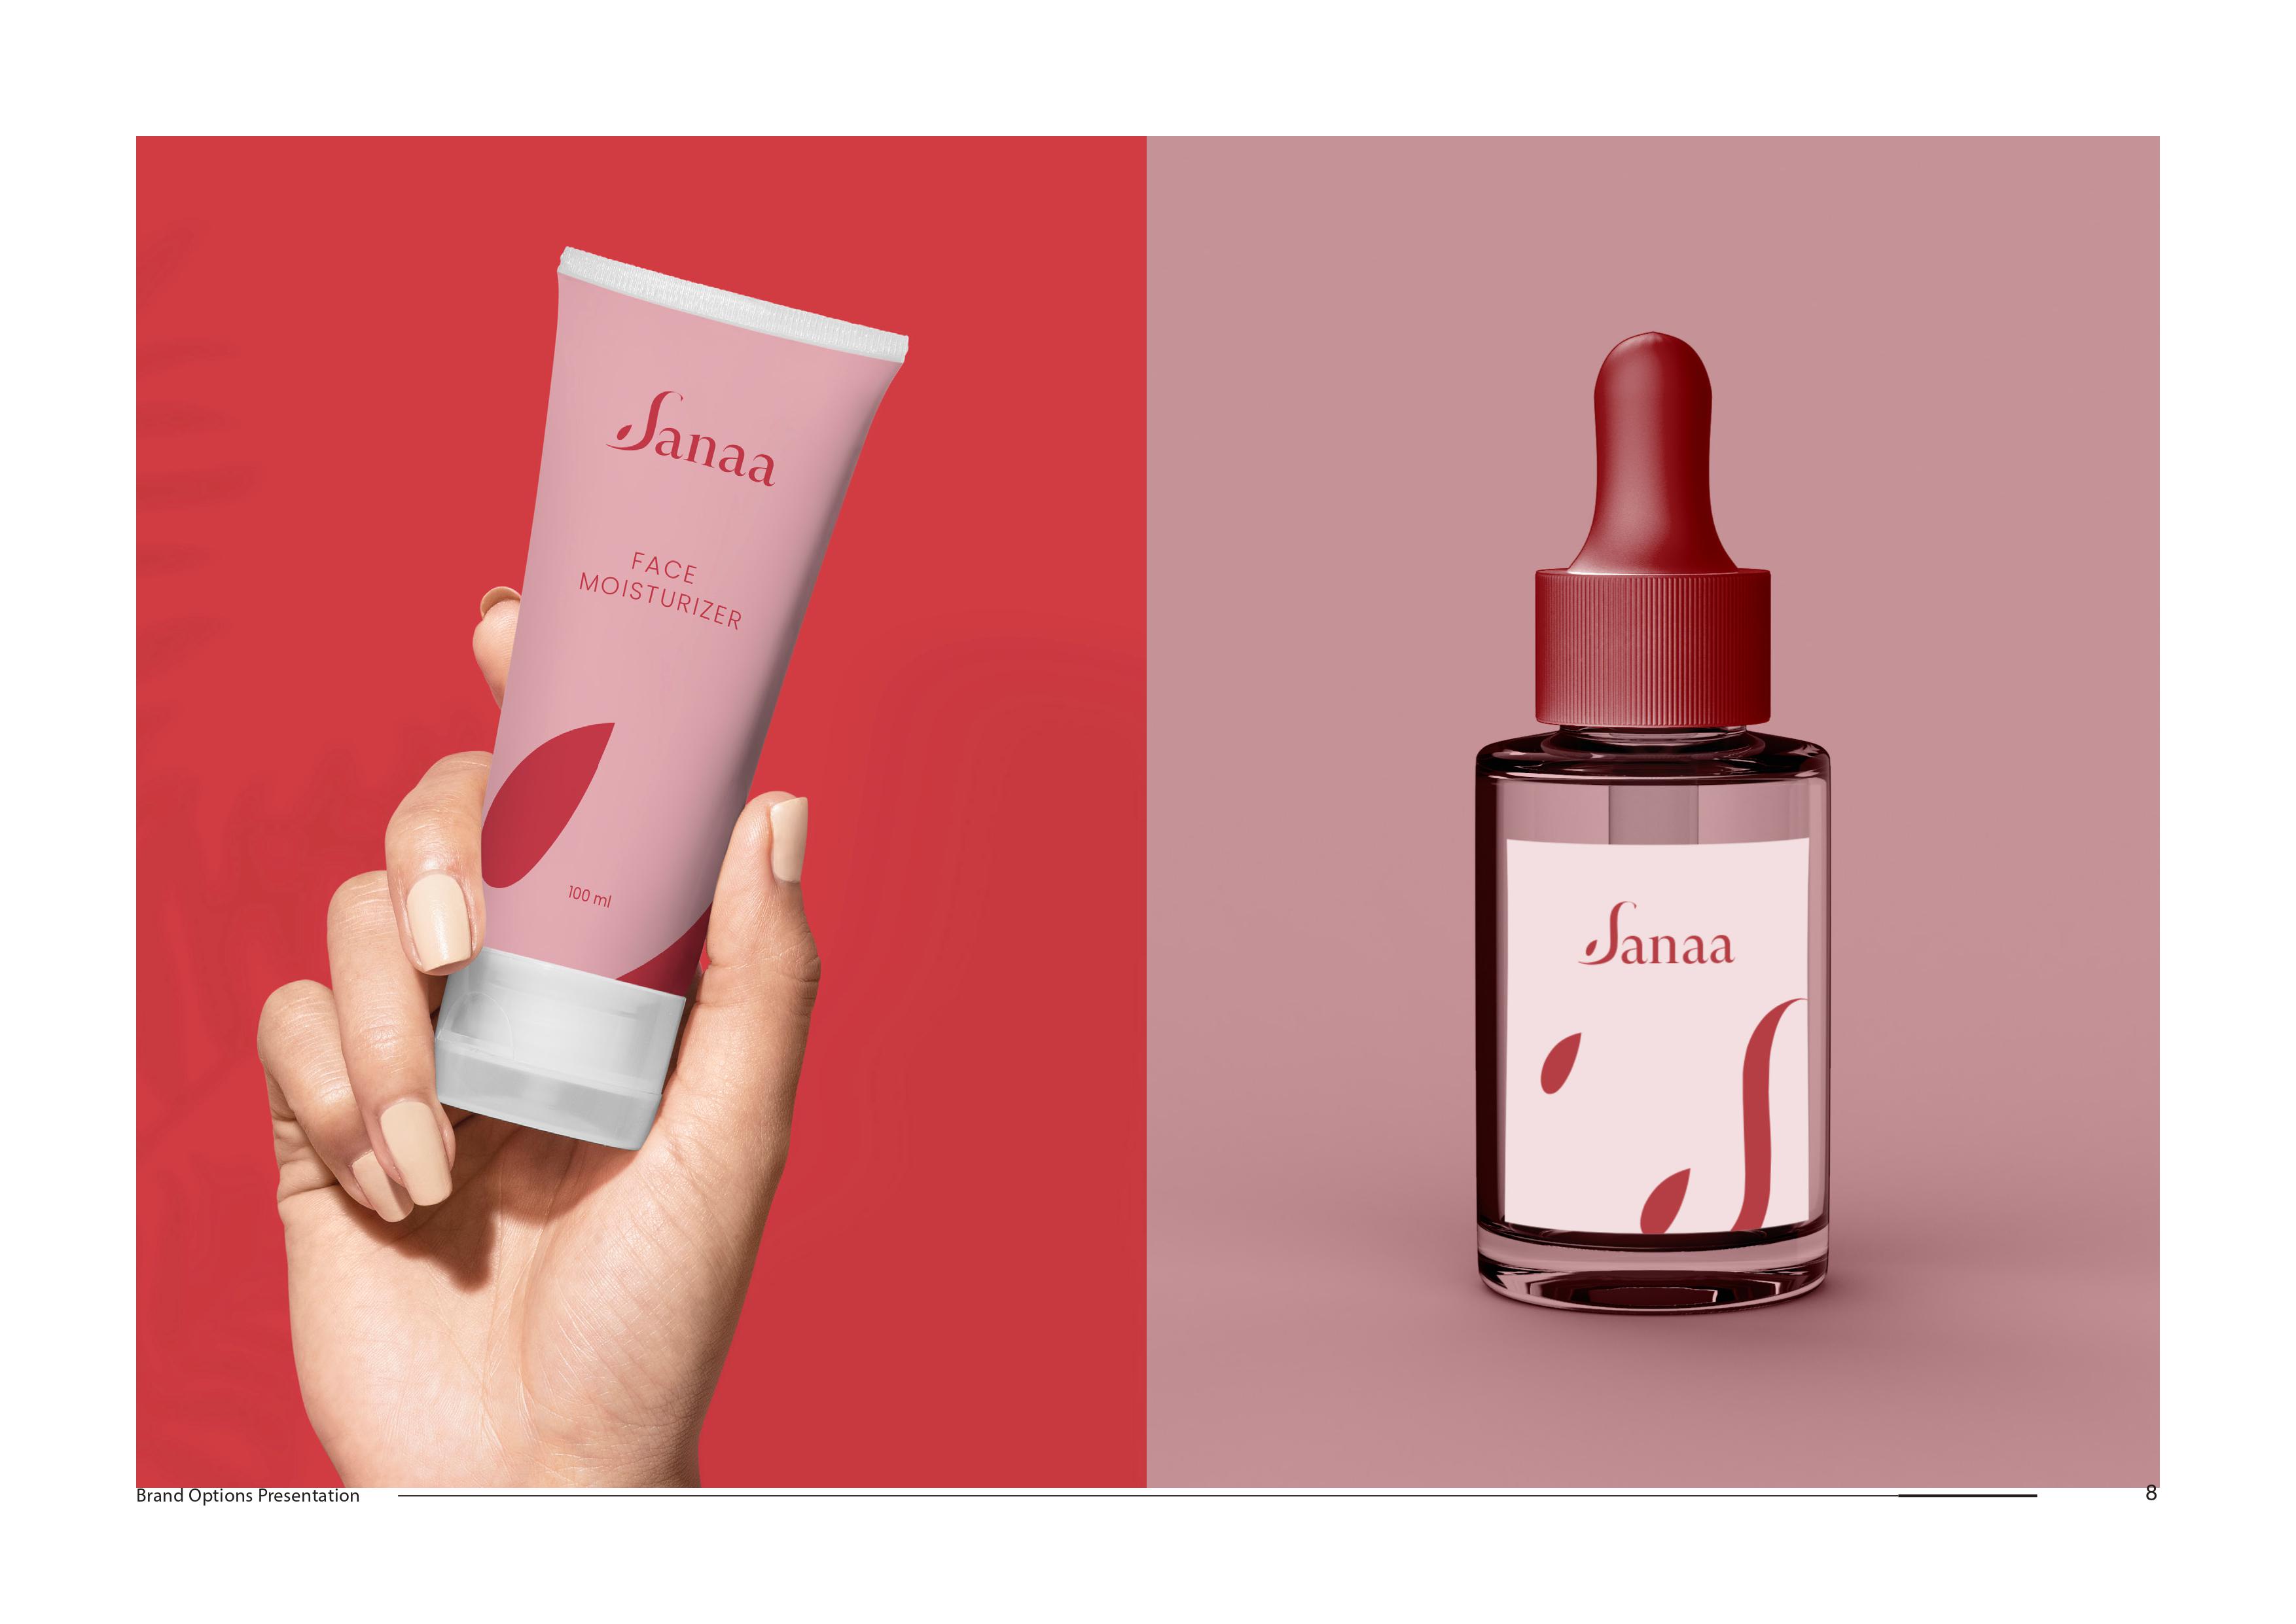 Sanaa
FACE
MOISTURIZER
100 ml
Sanaa
Brand Options Presentation
8